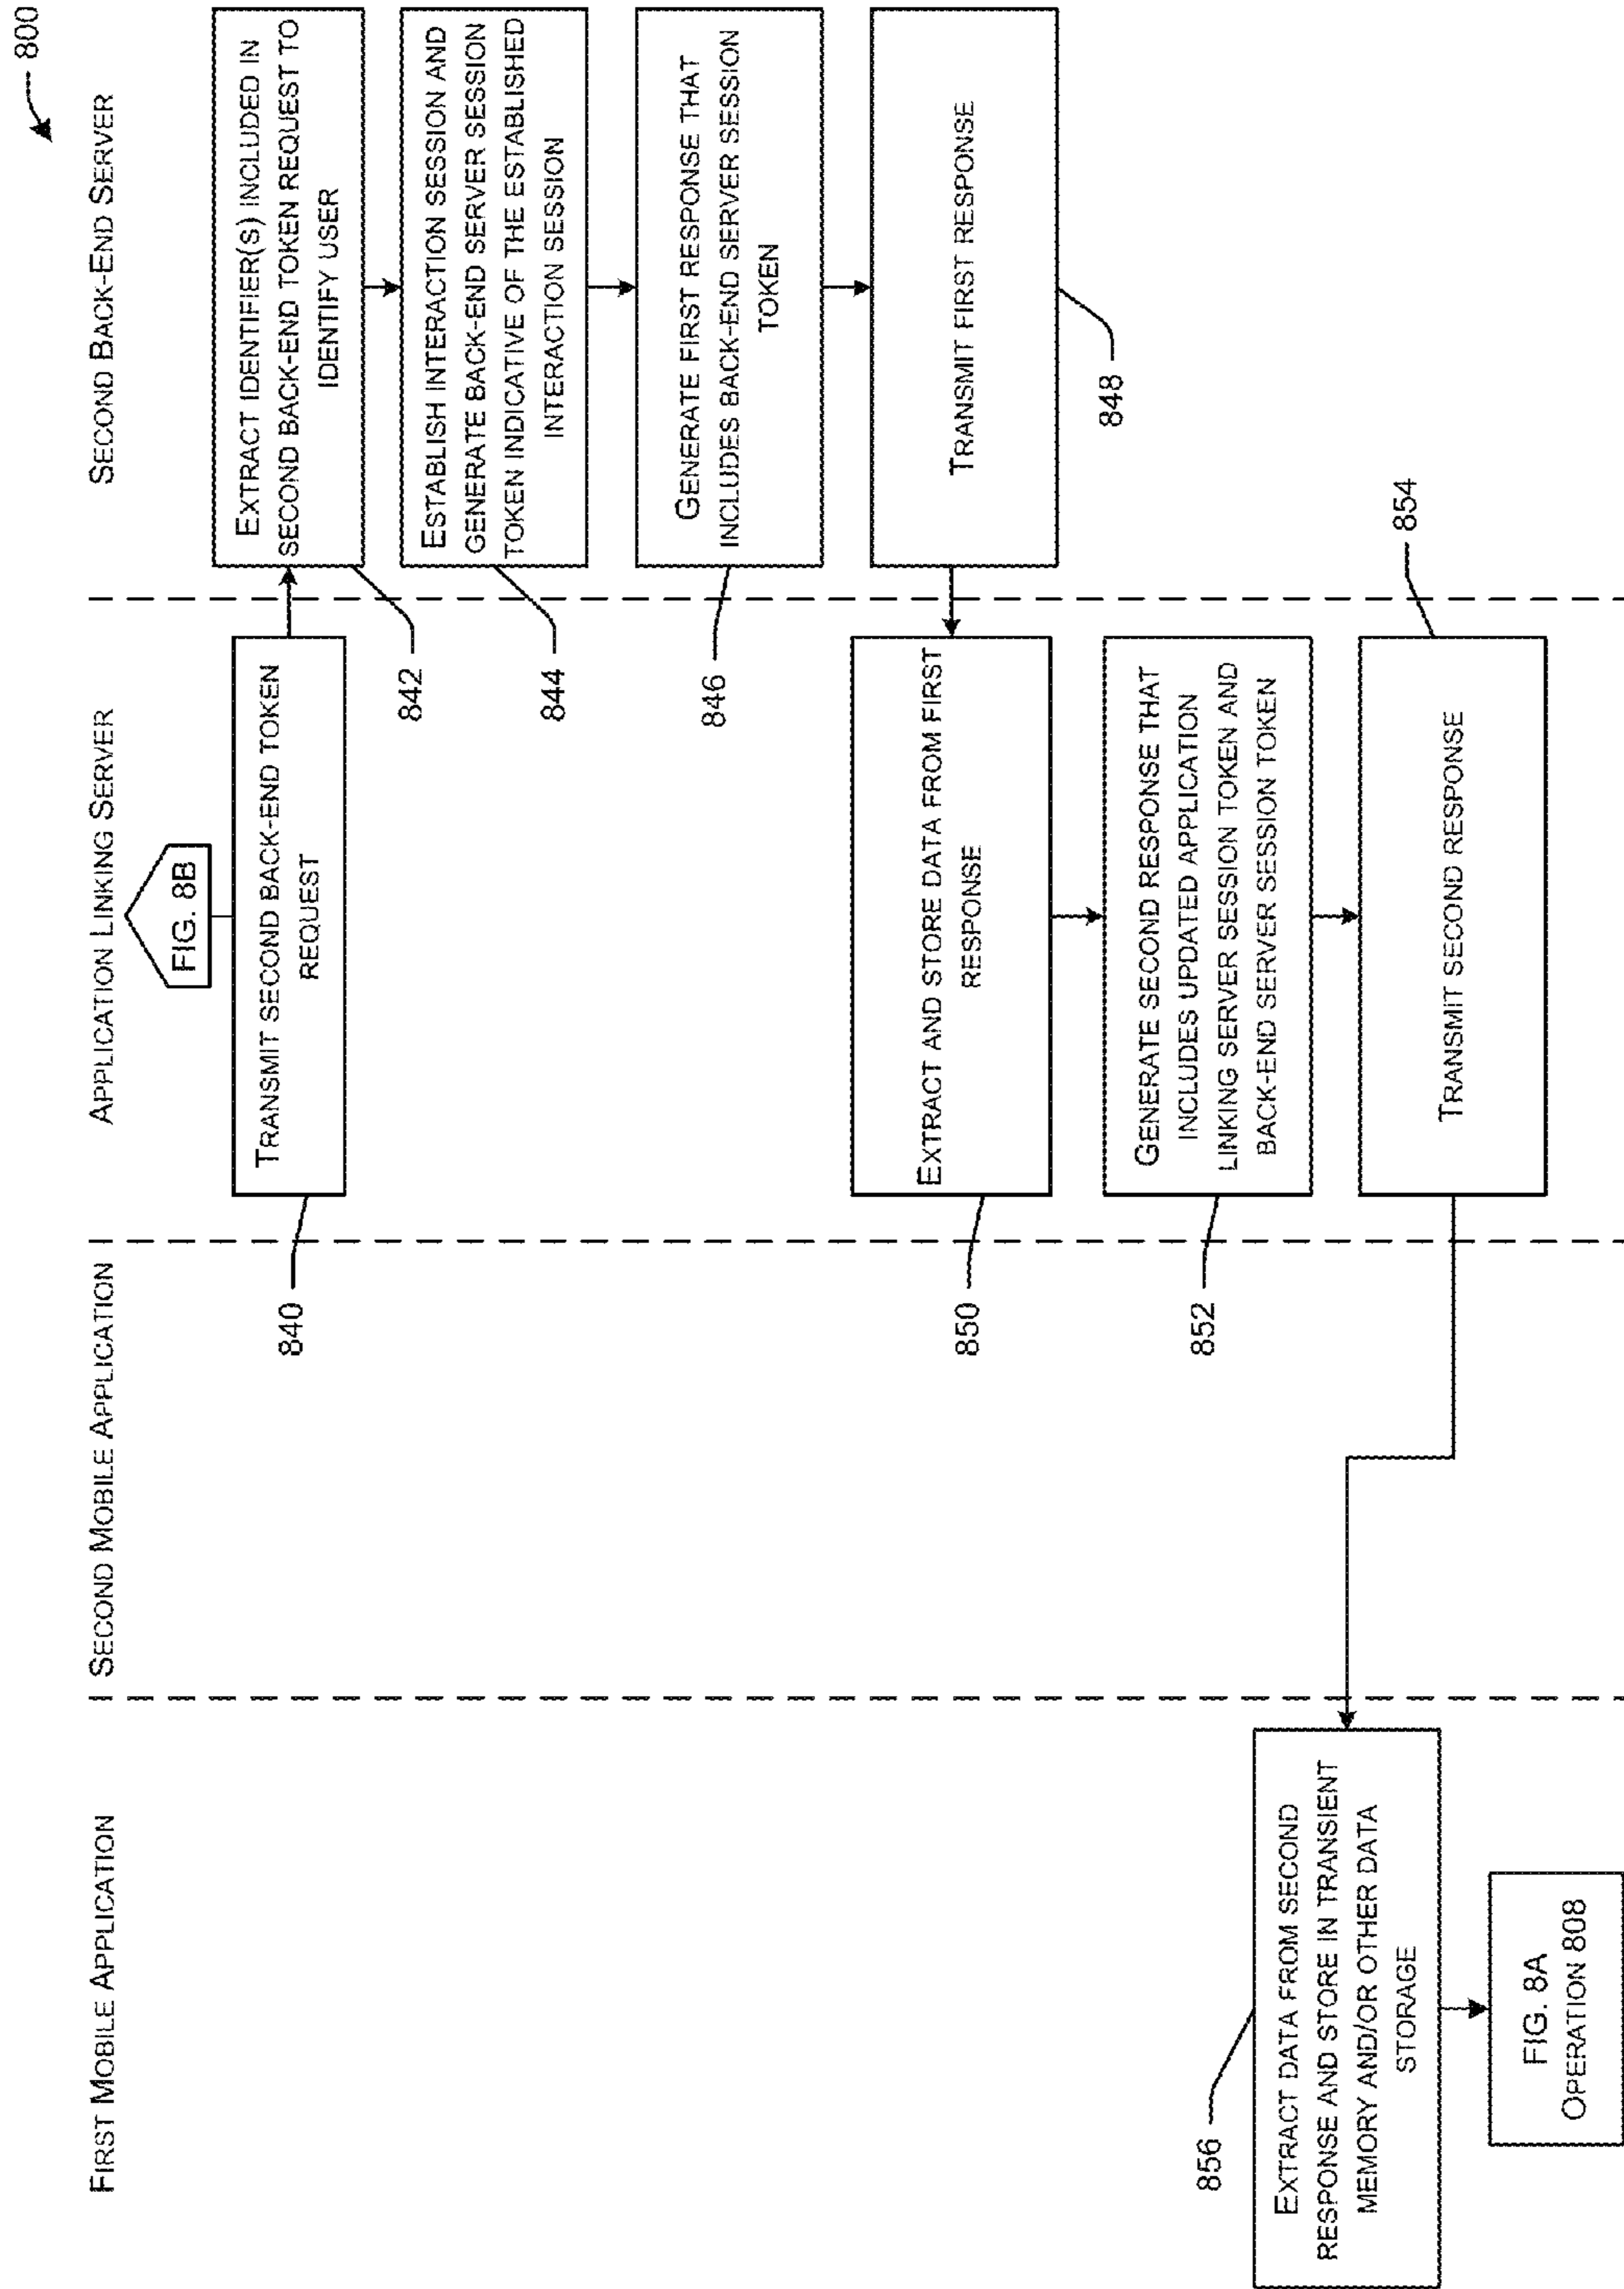 800
FIRST MOBILE APPLICATION
SECOND MOBILE APPLICATION
APPLICATION LINKING SERVER
SECOND BACK-END SERVER
FIG. 8B
TRANSMIT SECOND BACK-END TOKEN
REQUEST
840
EXTRACT IDENTIFIER(S) INCLUDED IN
SECOND BACK-END TOKEN REQUEST TO
IDENTIFY USER
842
ESTABLISH INTERACTION SESSION AND
GENERATE BACK-END SERVER SESSION
TOKEN INDICATIVE OF THE ESTABLISHED
INTERACTION SESSION
844
GENERATE FIRST RESPONSE THAT
INCLUDES BACK-END SERVER SESSION
TOKEN
846
TRANSMIT FIRST RESPONSE
848
EXTRACT AND STORE DATA FROM FIRST
RESPONSE
850
GENERATE SECOND RESPONSE THAT
INCLUDES UPDATED APPLICATION
LINKING SERVER SESSION TOKEN AND
BACK-END SERVER SESSION TOKEN
852
TRANSMIT SECOND RESPONSE
854
856
EXTRACT DATA FROM SECOND
RESPONSE AND STORE IN TRANSIENT
MEMORY AND/OR OTHER DATA
STORAGE
FIG. 8A
OPERATION 808